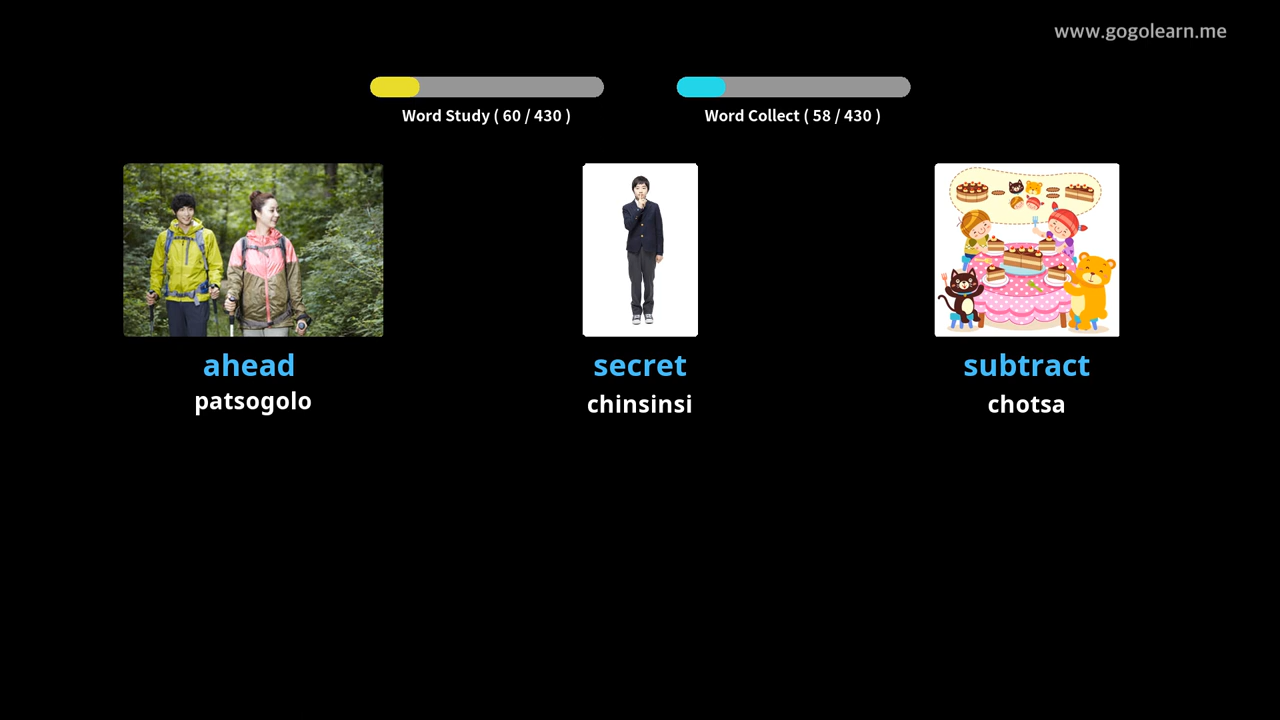 www.gogolearn.me
Word Study ( 60 / 430 )
Word Collect ( 58 / 430 )
ahead
patsogolo
secret
chinsinsi
subtract
chotsa